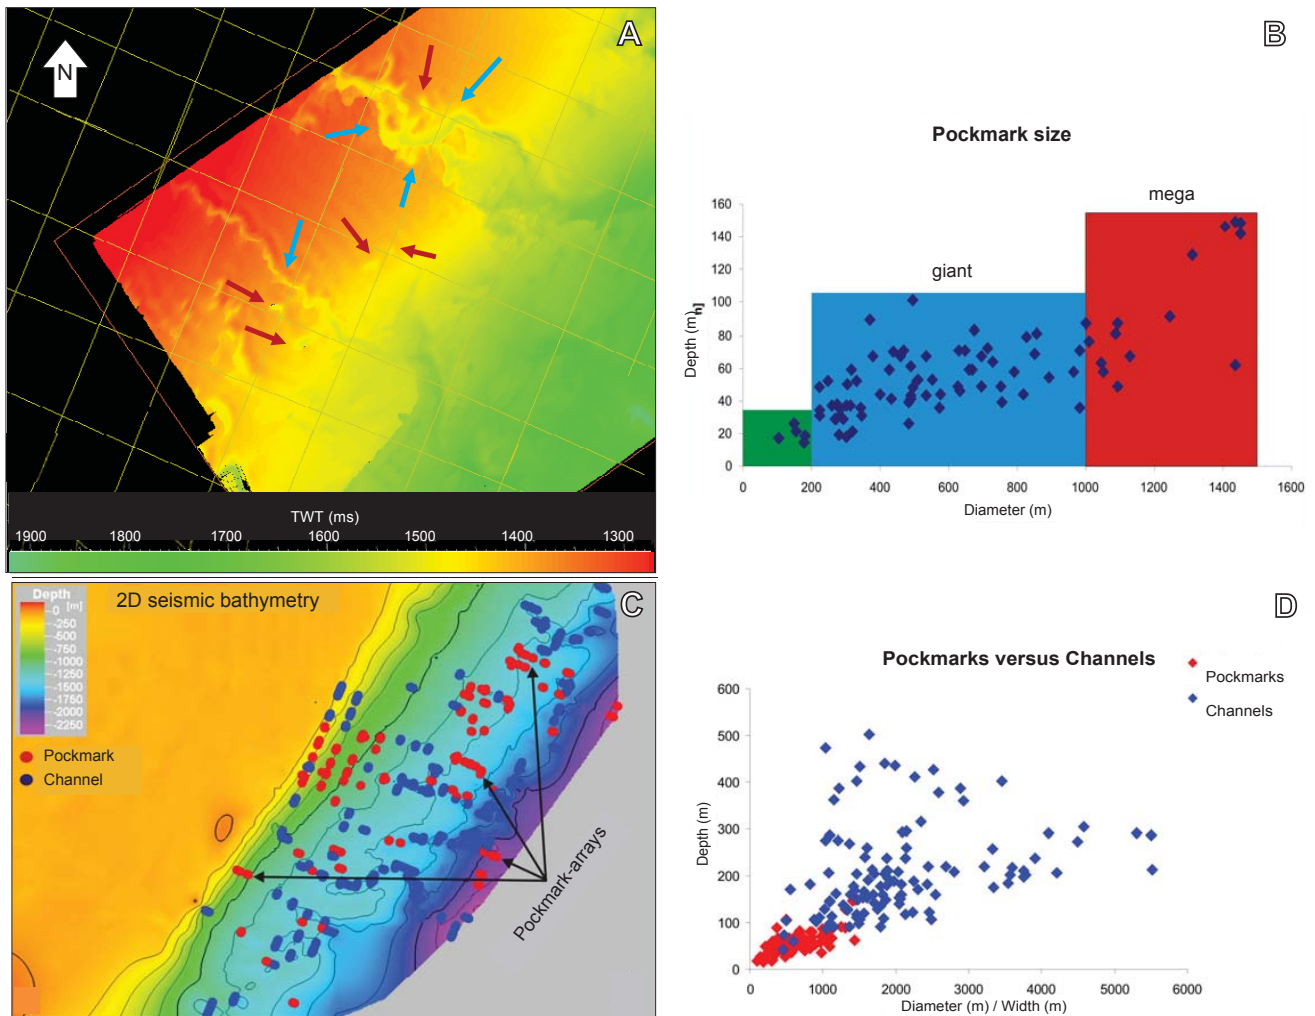 A
N
TWT (ms)
1900 1800 1700 1600 1500 1400 1300
B
Pockmark size
mega
giant
160
140
120
100
80
60
40
20
0
Depth (m)
0 200 400 600 800 1000 1200 1400 1600
Diameter (m)
C
2D seismic bathymetry
Depth
[m]
0
-250
-500
-750
-1000
-1250
-1500
-1750
-2000
-2250
Pockmark
Channel
Pockmark-arrays
D
Pockmarks versus Channels
Pockmarks
Channels
600
500
400
300
200
100
0
Depth (m)
0 1000 2000 3000 4000 5000 6000
Diameter (m) / Width (m)